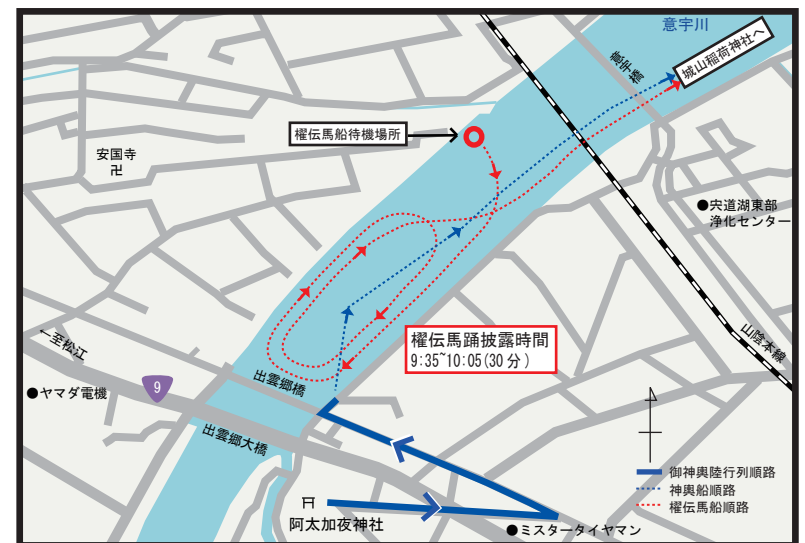 意宇川
城山稲荷神社へ
意宇橋
櫂伝馬船待機場所
安国寺
卍
●宍道湖東部
浄化センター
山陰本線
櫂伝馬踊披露時間
9:35~10:05(30分)
←至松江
9
●ヤマダ電機
出雲郷橋
出雲郷大橋
阿太加夜神社
●ミスタータイヤマン
御神輿陸行列順路
神輿船順路
櫂伝馬船順路